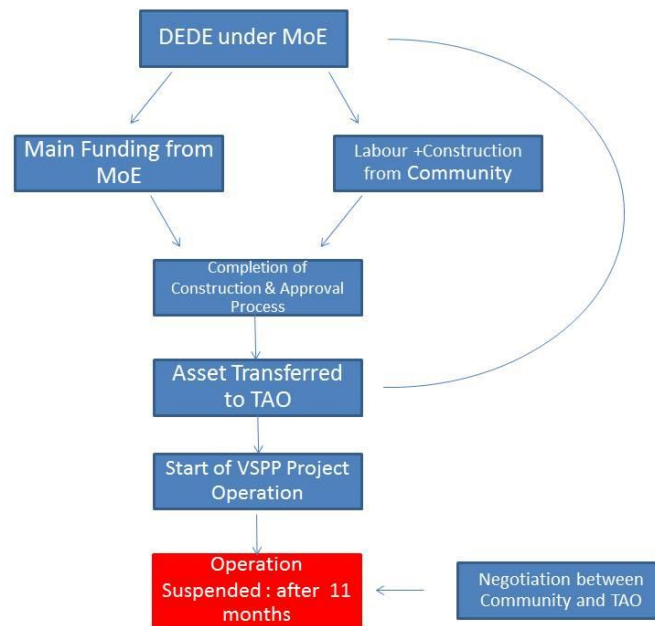 DEDE under MoE
Main Funding from
MoE
Labour +Construction
from Community
Completion of
Construction & Approval
Process
Asset Transferred
to TAO
Start of VSPP Project
Operation
Operation
Suspended : after 11
months
Negotiation between
Community and TAO